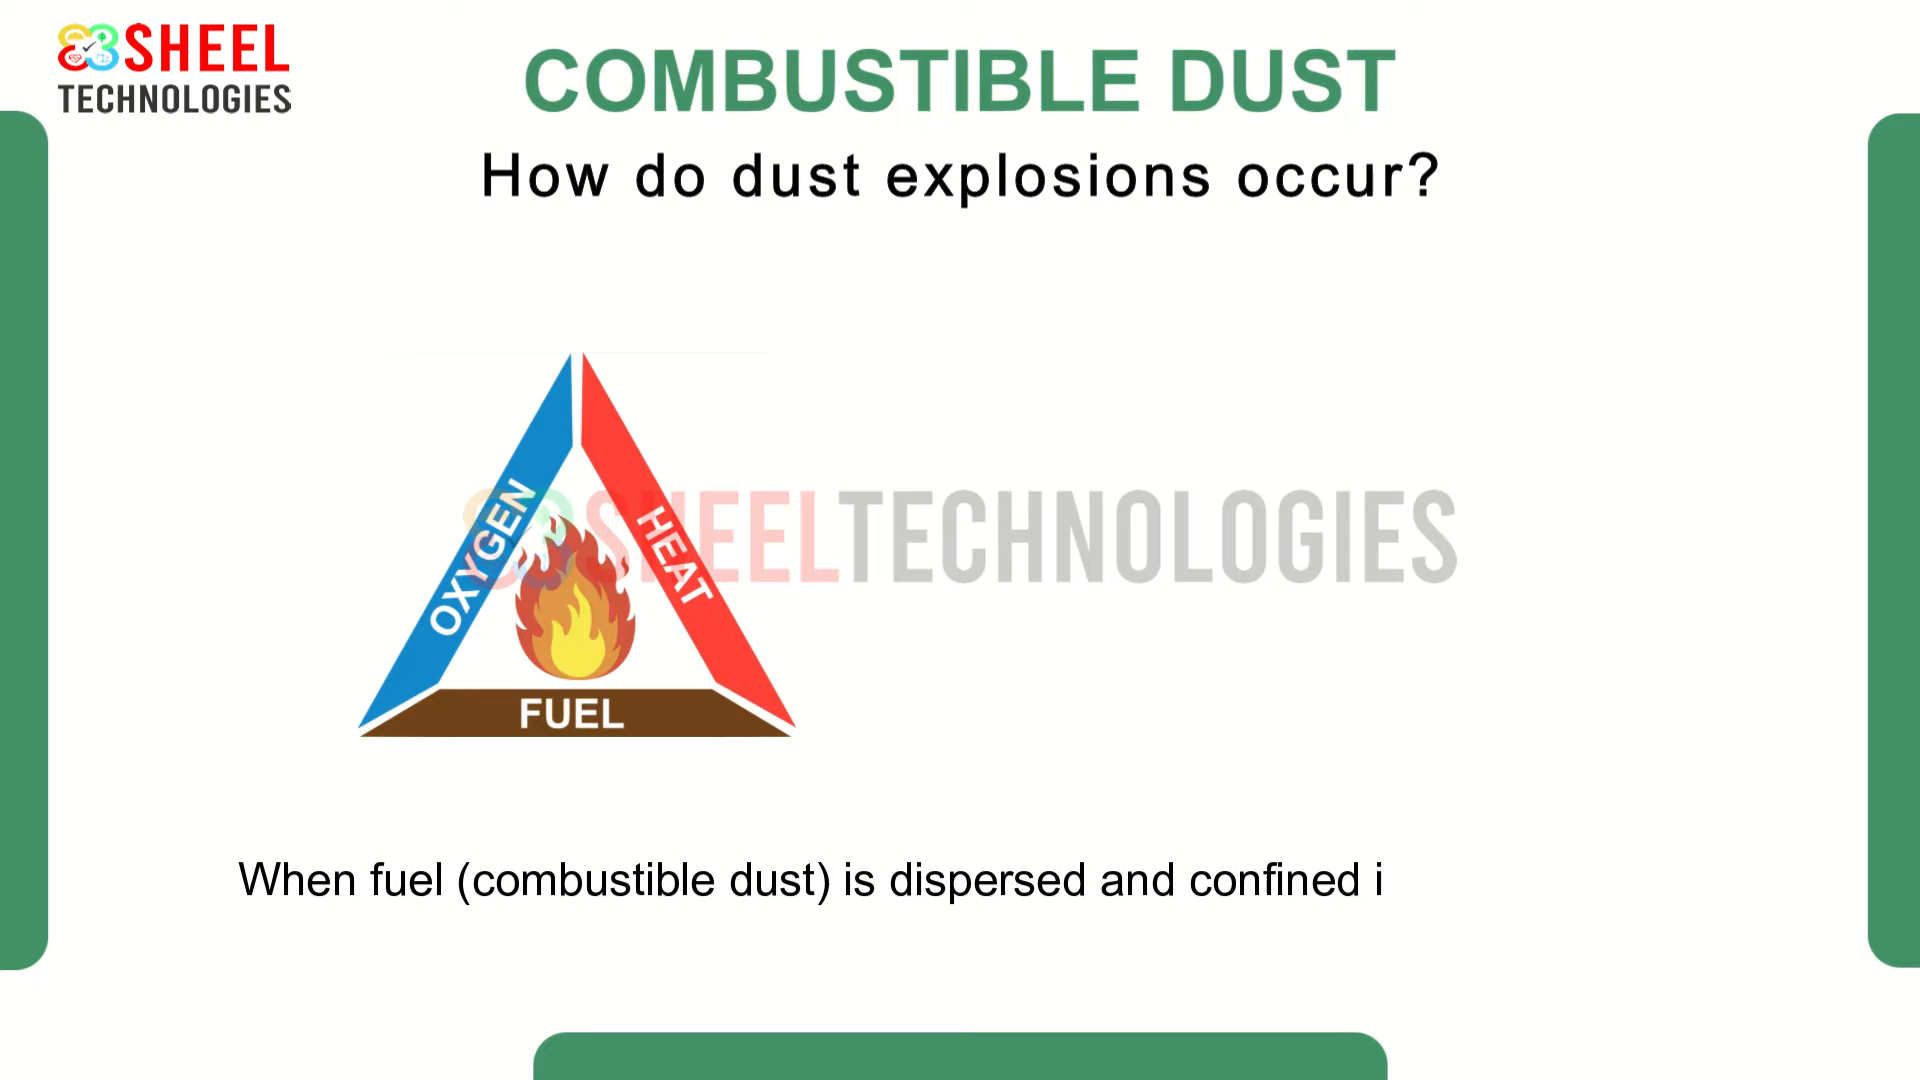 SHEEL
TECHNOLOGIES
COMBUSTIBLE DUST
How do dust explosions occur?
OXYGEN
HEAT
SHEELTECHNOLOGIES
FUEL
When fuel (combustible dust) is dispersed and confined i